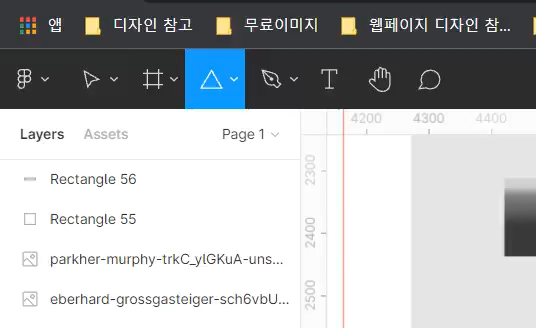 앱 디자인 참고 무료이미지 웹페이지 디자인 참...
T
Layers Assets Page 1 4200 4300 4400
Rectangle 56
2300
Rectangle 55
2400
parkher-murphy-trkC_ylGKuA-uns...
eberhard-grossgasteiger-sch6vbU...
2500